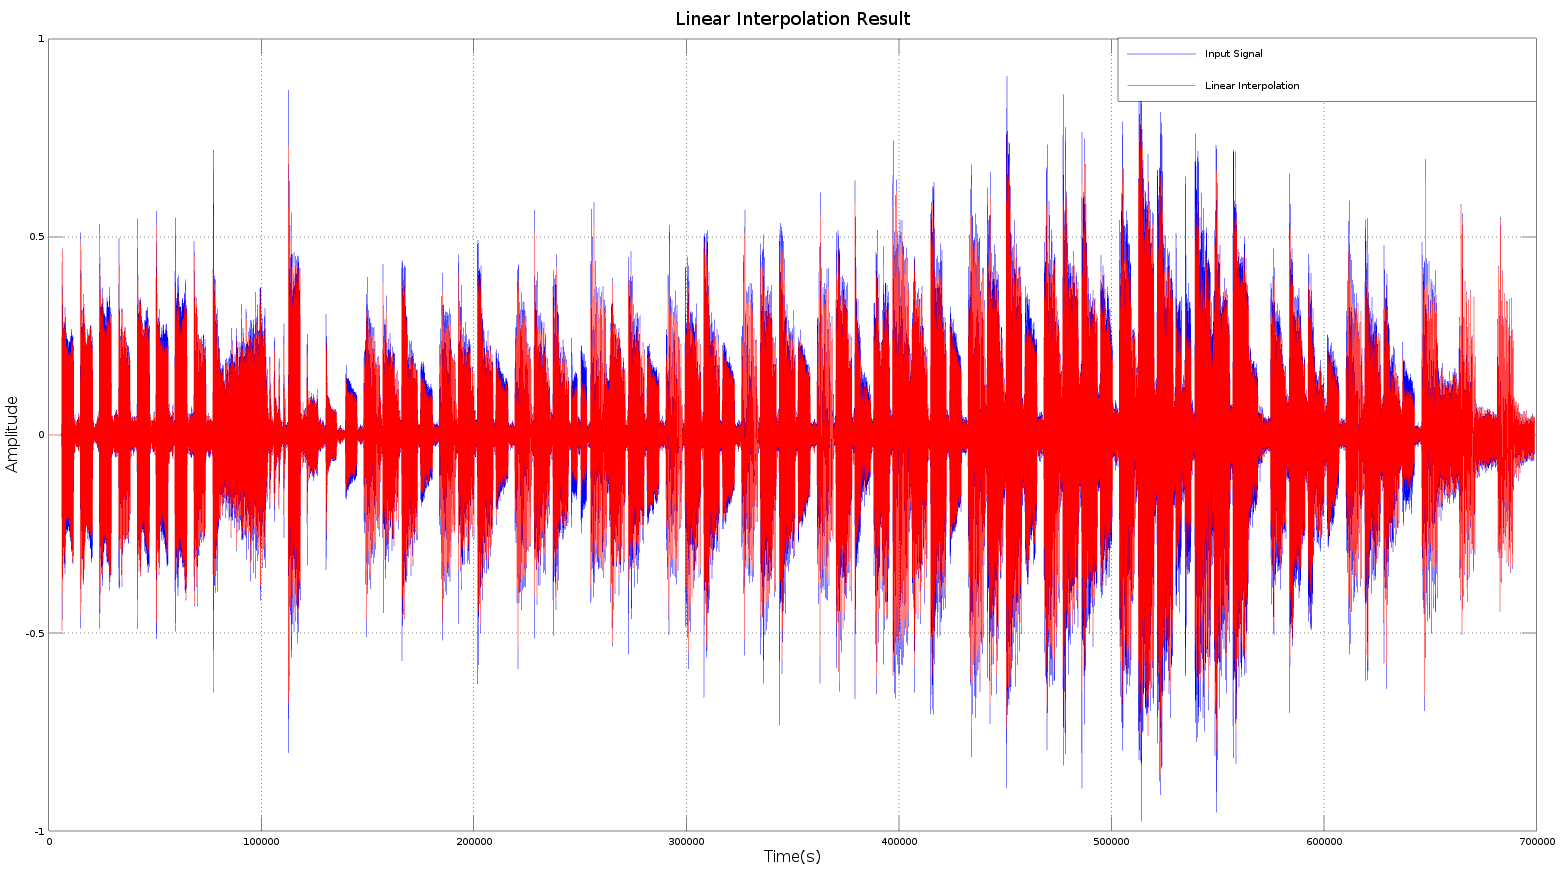 Linear Interpolation Result
Input Signal
Linear Interpolation
1
0.5
0
-0.5
-1
Amplitude
0 100000 200000 300000 400000 500000 600000 700000
Time(s)